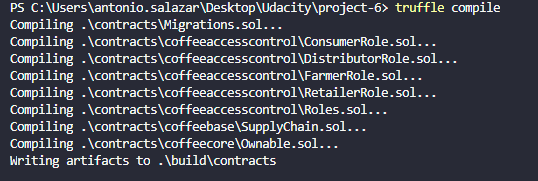 PS C:\Users\antonio.salazar\Desktop\Udacity\project-6> truffle compile
Compiling .\contracts\Migrations.sol...
Compiling .\contracts\coffeeaccesscontrol\ConsumerRole.sol...
Compiling .\contracts\coffeeaccesscontrol\DistributorRole.sol...
Compiling .\contracts\coffeeaccesscontrol\FarmerRole.sol...
Compiling .\contracts\coffeeaccesscontrol\RetailerRole.sol...
Compiling .\contracts\coffeeaccesscontrol\Roles.sol...
Compiling .\contracts\coffeebase\SupplyChain.sol...
Compiling .\contracts\coffeecore\Ownable.sol...
Writing artifacts to .\build\contracts